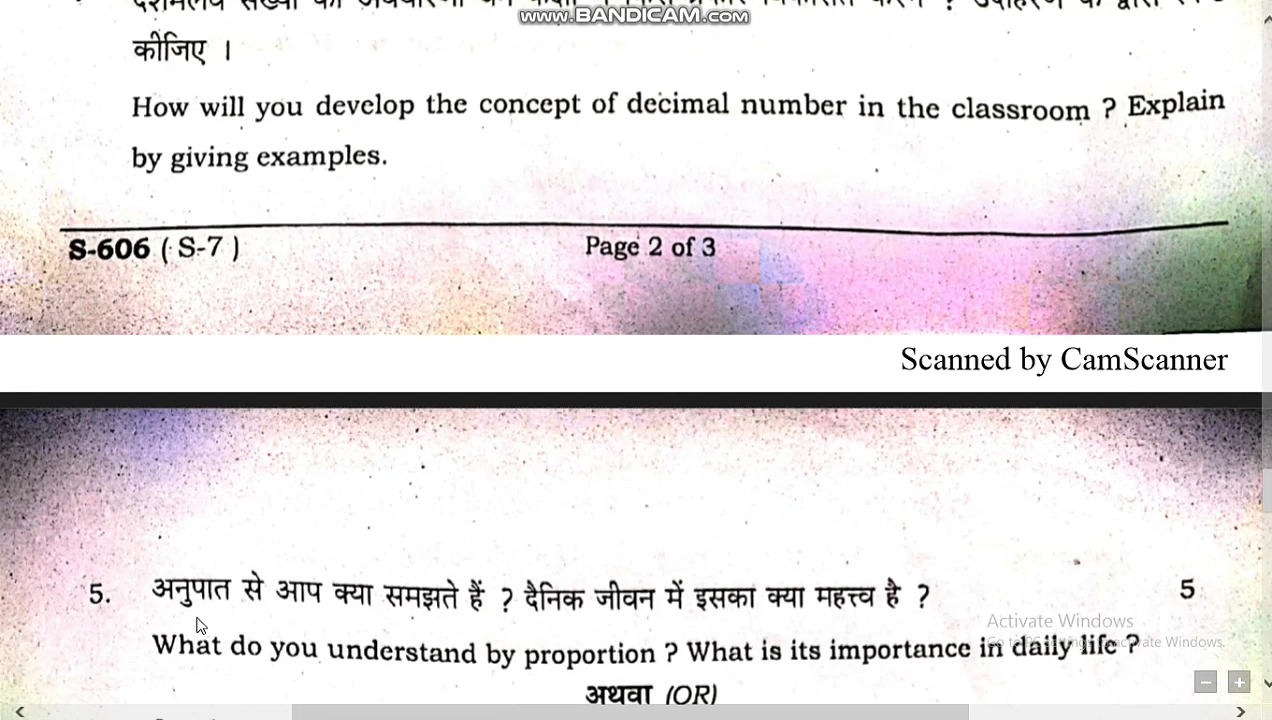 www.BANDICAM.com
कीजिए ।
How will you develop the concept of decimal number in the classroom ? Explain
by giving examples.
S-606 ( S-7 )
Page 2 of 3
Scanned by CamScanner
5. अनुपात से आप क्या समझते हैं ? दैनिक जीवन में इसका क्या महत्त्व है ? 5
Activate Windows
What do you understand by proportion ? What is its importance in daily life ?
अथवा (OR)